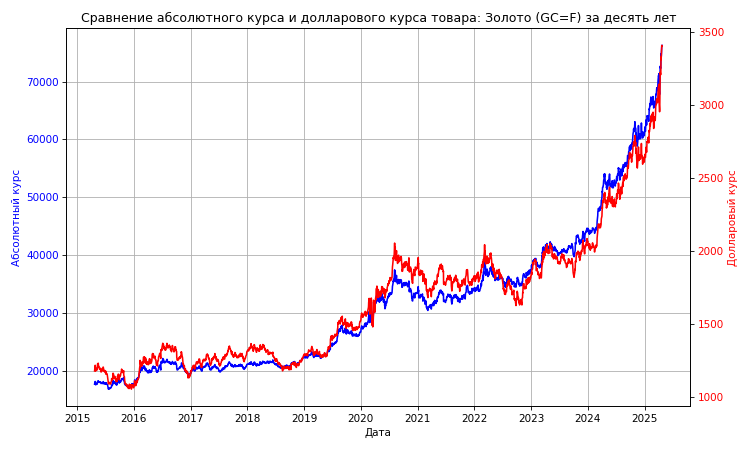 Сравнение абсолютного курса и долларового курса товара: Золото (GC=F) за десять лет
70000
60000
50000
40000
30000
20000
Абсолютный курс
3500
3000
2500
2000
1500
1000
Долларовый курс
2015 2016 2017 2018 2019 2020 2021 2022 2023 2024 2025
Дата